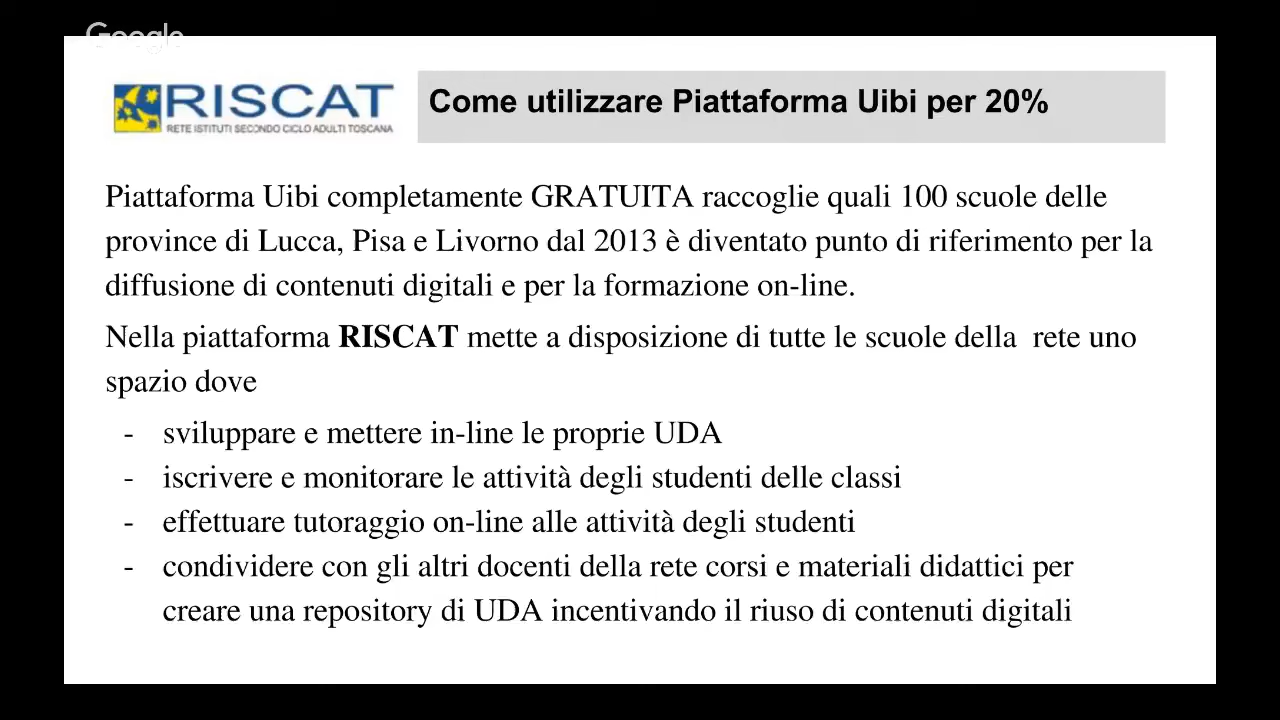 Google
RISCAT
RETE ISTITUTI SECONDO CICLO ADULTI TOSCANA
Come utilizzare Piattaforma Uibi per 20%
Piattaforma Uibi completamente GRATUITA raccoglie quali 100 scuole delle
province di Lucca, Pisa e Livorno dal 2013 è diventato punto di riferimento per la
diffusione di contenuti digitali e per la formazione on-line.
Nella piattaforma RISCAT mette a disposizione di tutte le scuole della rete uno
spazio dove
- sviluppare e mettere in-line le proprie UDA
- iscrivere e monitorare le attività degli studenti delle classi
- effettuare tutoraggio on-line alle attività degli studenti
- condividere con gli altri docenti della rete corsi e materiali didattici per
creare una repository di UDA incentivando il riuso di contenuti digitali